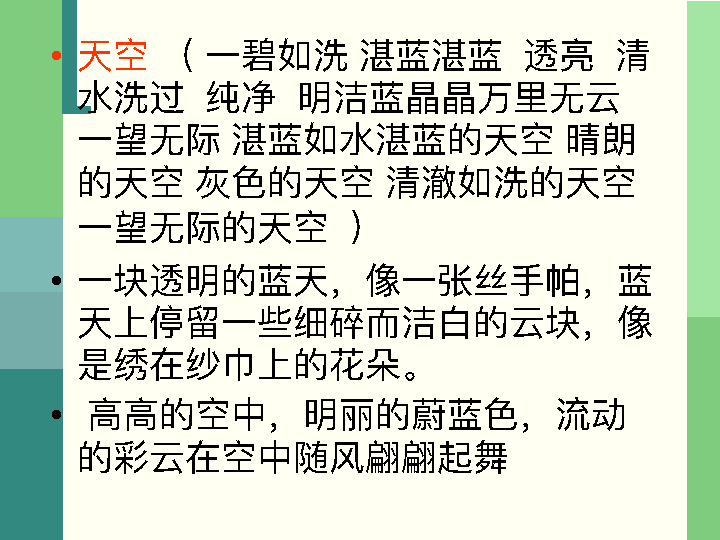 • 天空 （ 一碧如洗 湛蓝湛蓝 透亮 清
水洗过 纯净 明洁蓝晶晶万里无云
一望无际 湛蓝如水湛蓝的天空 晴朗
的天空 灰色的天空 清澈如洗的天空
一望无际的天空 ）
• 一块透明的蓝天，像一张丝手帕，蓝
天上停留一些细碎而洁白的云块，像
是绣在纱巾上的花朵。
• 高高的空中，明丽的蔚蓝色，流动
的彩云在空中随风翩翩起舞